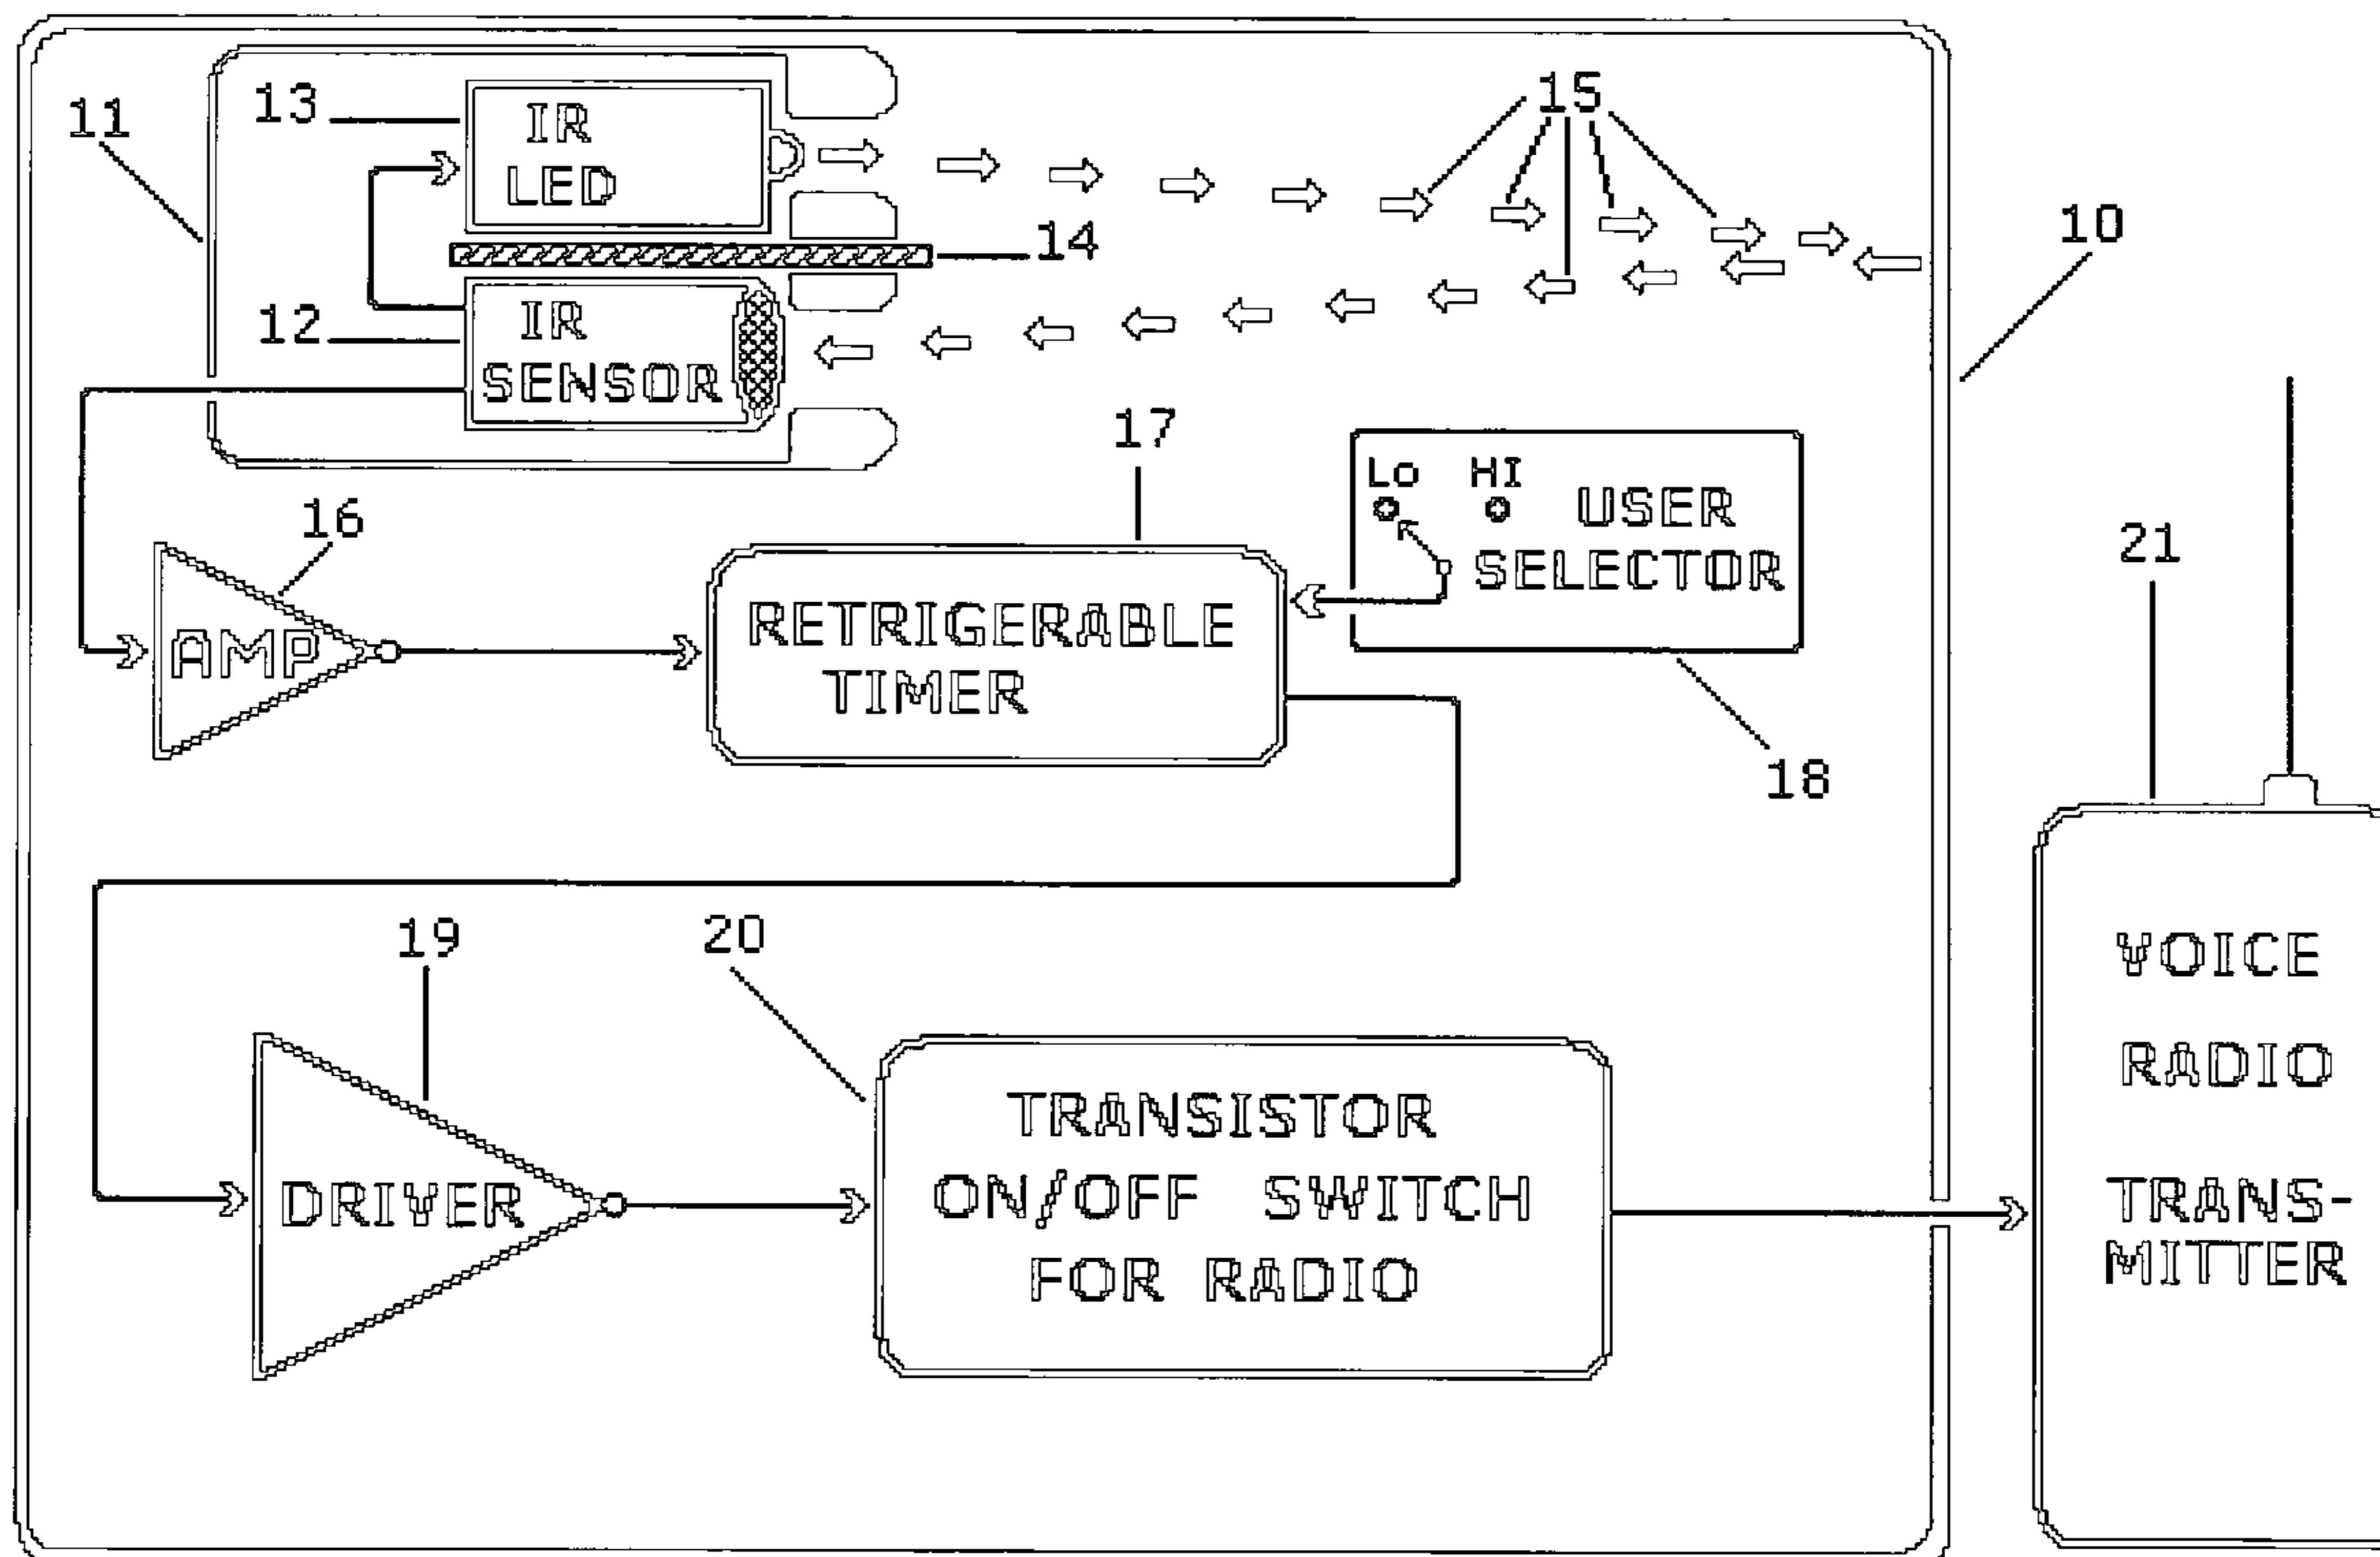 15
13
11
IR
LED
10
14
12
IR
SENSOR
17
Lo HI
USER
SELECTOR
16
21
AMP
RETRIGERABLE
TIMER
18
19
20
VOICE
RADIO
TRANS-
MITTER
DRIVER
TRANSISTOR
ON/OFF SWITCH
FOR RADIO